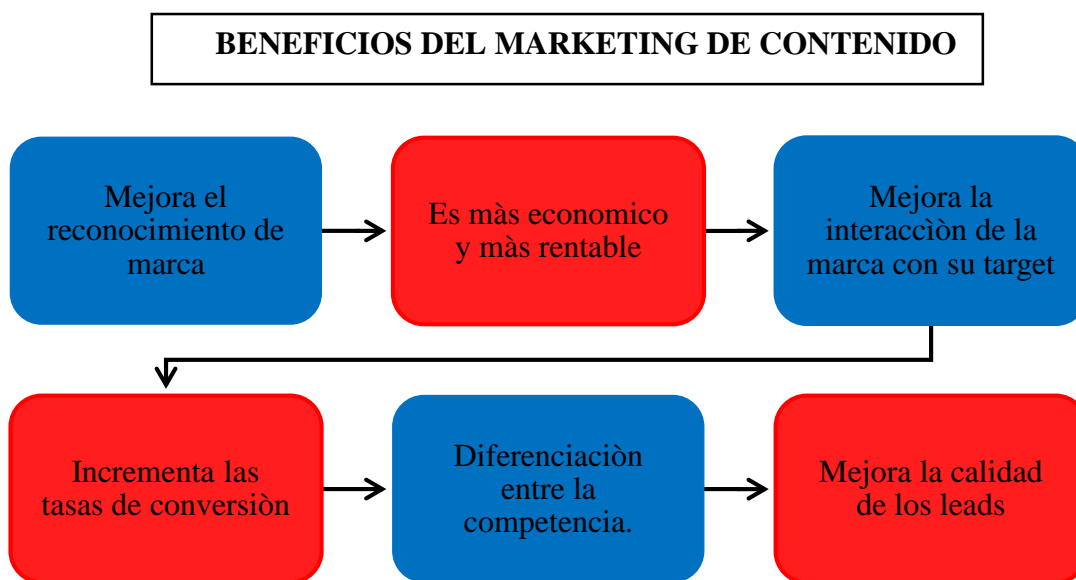 BENEFICIOS DEL MARKETING DE CONTENIDO
Mejora el
reconocimiento de
marca
Es màs economico
y màs rentable
Mejora la
interaccìòn de la
marca con su target
Incrementa las
tasas de conversiòn
Diferenciaciòn
entre la
competencia.
Mejora la calidad
de los leads